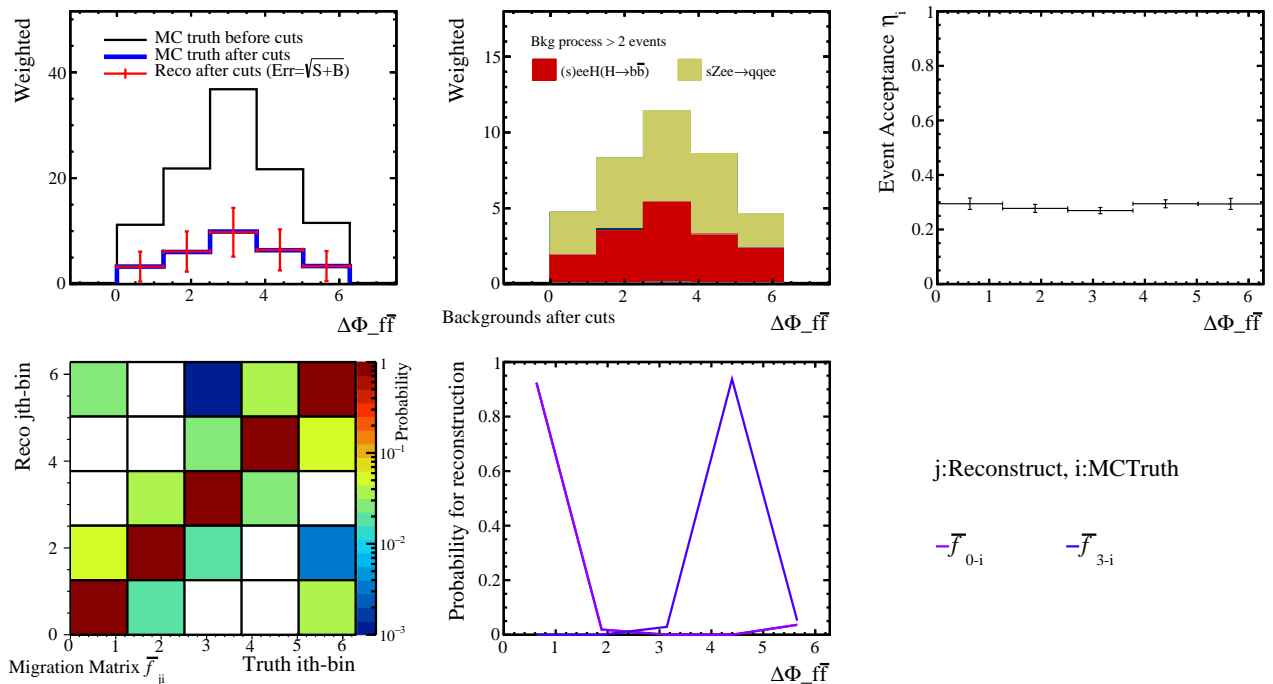 Weighted
40
20
0
MC truth before cuts
MC truth after cuts
Reco after cuts (Err=√S+B)
0 2 4 6
ΔΦ_ff̅
Weighted
15
10
5
0
Bkg process > 2 events
(s)eeH(H→bb̅)
sZee→qqee
0 2 4 6
Backgrounds after cuts
ΔΦ_ff̅
Event Acceptance η_i
1
0.8
0.6
0.4
0.2
0
0 1 2 3 4 5 6
ΔΦ_ff̅
Reco jth-bin
6
4
2
0
0 1 2 3 4 5 6
Migration Matrix f̅_ji
Truth ith-bin
1
10⁻¹
10⁻²
10⁻³
Probability
Probability for reconstruction
1
0.8
0.6
0.4
0.2
0
0 1 2 3 4 5 6
ΔΦ_ff̅
j:Reconstruct, i:MCTruth
f̅_0-i
f̅_3-i